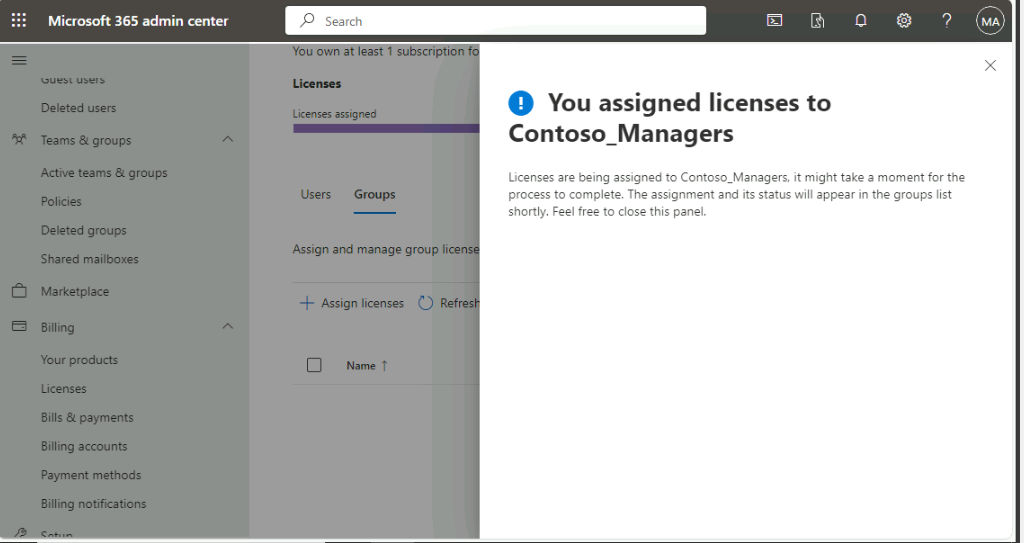 Microsoft 365 admin center
Search
MA
Guest users
Deleted users
Teams & groups
Active teams & groups
Policies
Deleted groups
Shared mailboxes
Marketplace
Billing
Your products
Licenses
Bills & payments
Billing accounts
Payment methods
Billing notifications
Setup
You own at least 1 subscription fo
Licenses
Licenses assigned
Users Groups
Assign and manage group license
Assign licenses Refresh
Name ↑
You assigned licenses to
Contoso_Managers
Licenses are being assigned to Contoso_Managers, it might take a moment for the
process to complete. The assignment and its status will appear in the groups list
shortly. Feel free to close this panel.